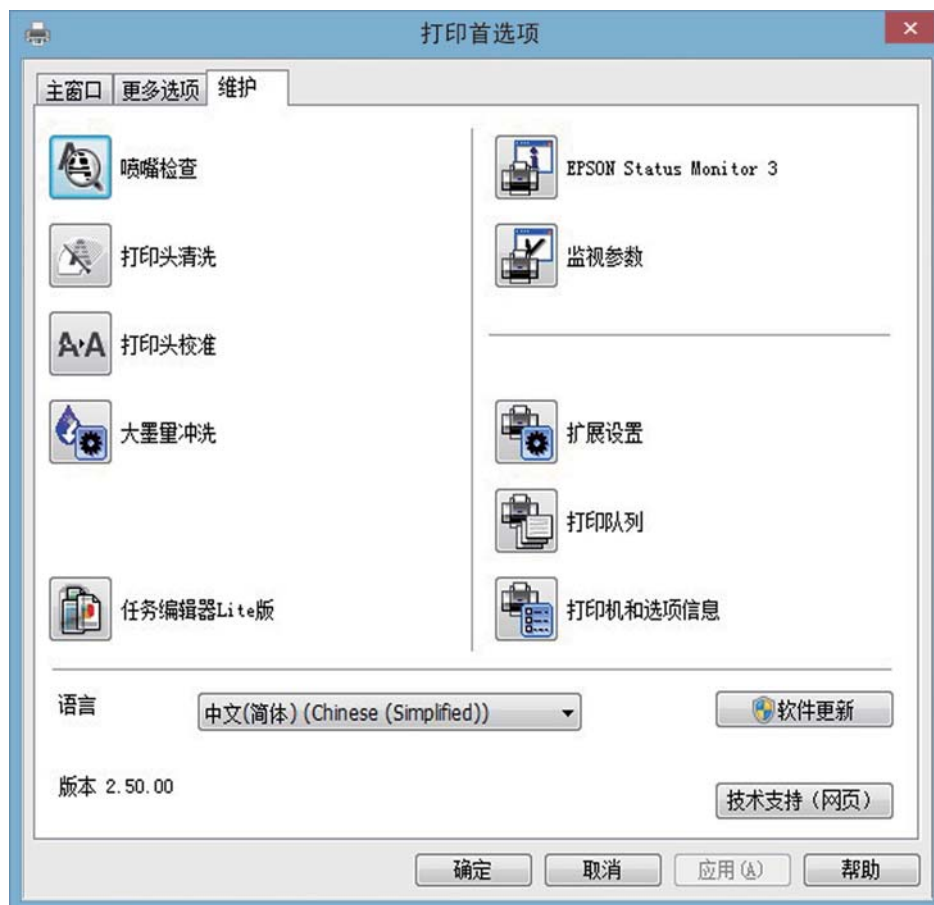 打印首选项
主窗口 更多选项 维护
喷嘴检查
打印头清洗
A▸A 打印头校准
大墨量冲洗
任务编辑器Lite版
EPSON Status Monitor 3
监视参数
扩展设置
打印队列
打印机和选项信息
语言 中文(简体) (Chinese (Simplified)) 软件更新
版本 2.50.00 技术支持（网页）
确定 取消 应用(A) 帮助